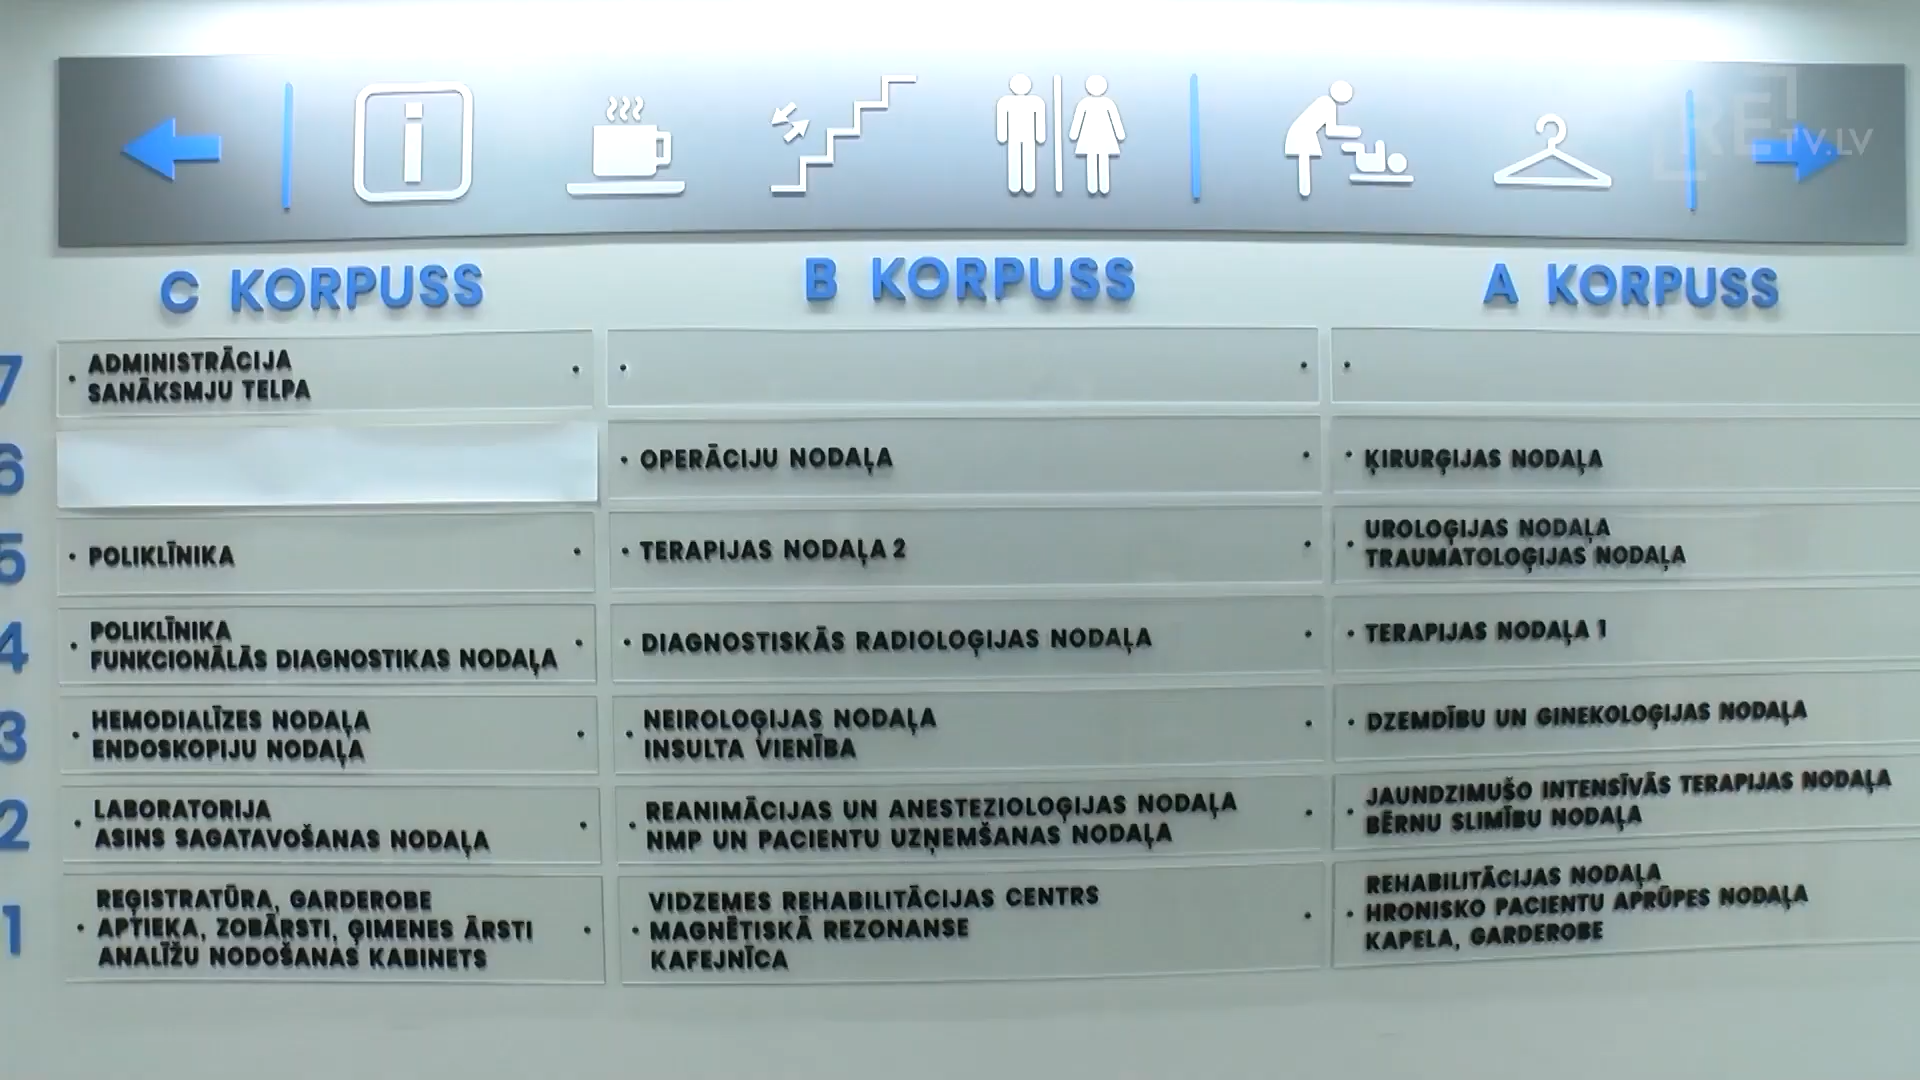 RE
TV.LV
C KORPUSS
B KORPUSS
A KORPUSS
7
ADMINISTRĀCIJA
SANĀKSMJU TELPA
6
OPERĀCIJU NODAĻA
ĶIRURĢIJAS NODAĻA
5
POLIKLĪNIKA
TERAPIJAS NODAĻA 2
UROLOĢIJAS NODAĻA
TRAUMATOLOĢIJAS NODAĻA
4
POLIKLĪNIKA
FUNKCIONĀLĀS DIAGNOSTIKAS NODAĻA
DIAGNOSTISKĀS RADIOLOĢIJAS NODAĻA
TERAPIJAS NODAĻA 1
3
HEMODIALĪZES NODAĻA
ENDOSKOPIJU NODAĻA
NEIROLOĢIJAS NODAĻA
INSULTA VIENĪBA
DZEMDĪBU UN GINEKOLOĢIJAS NODAĻA
2
LABORATORIJA
ASINS SAGATAVOŠANAS NODAĻA
REANIMĀCIJAS UN ANESTEZIOLOĢIJAS NODAĻA
NMP UN PACIENTU UZŅEMŠANAS NODAĻA
JAUNDZIMUŠO INTENSĪVĀS TERAPIJAS NODAĻA
BĒRNU SLIMĪBU NODAĻA
1
REĢISTRATŪRA, GARDEROBE
APTIEKA, ZOBĀRSTI, ĢIMENES ĀRSTI
ANALĪŽU NODOŠANAS KABINETS
VIDZEMES REHABILITĀCIJAS CENTRS
MAGNĒTISKĀ REZONANSE
KAFEJNĪCA
REHABILITĀCIJAS NODAĻA
HRONISKO PACIENTU APRŪPES NODAĻA
KAPELA, GARDEROBE